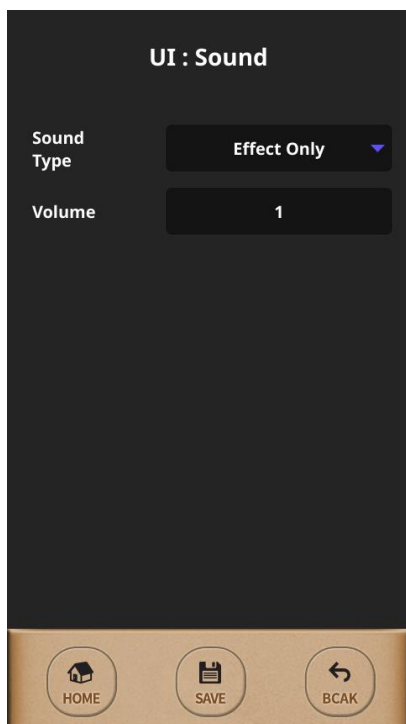 UI : Sound
Sound
Type
Effect Only
Volume
1
HOME
SAVE
BCAK